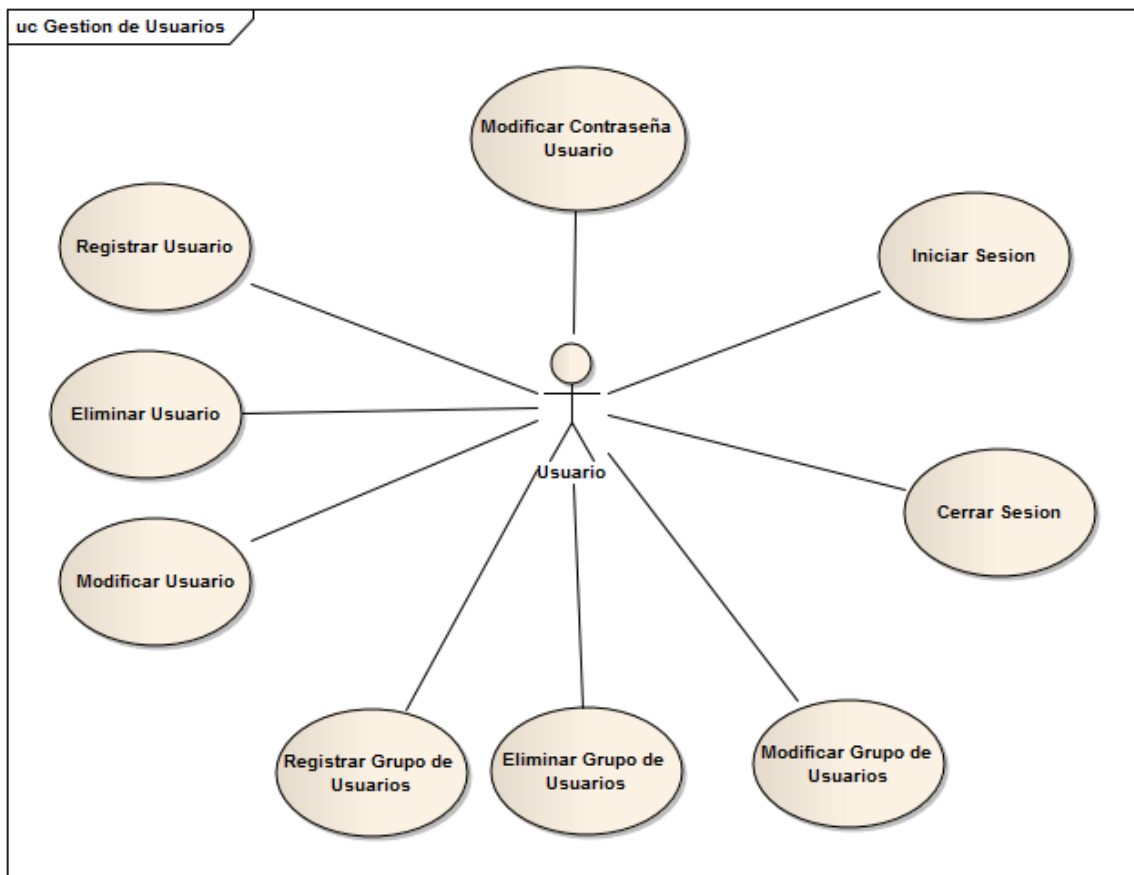 uc Gestion de Usuarios
Modificar Contraseña
Usuario
Registrar Usuario
Iniciar Sesion
Eliminar Usuario
Usuario
Cerrar Sesion
Modificar Usuario
Registrar Grupo de
Usuarios
Eliminar Grupo de
Usuarios
Modificar Grupo de
Usuarios